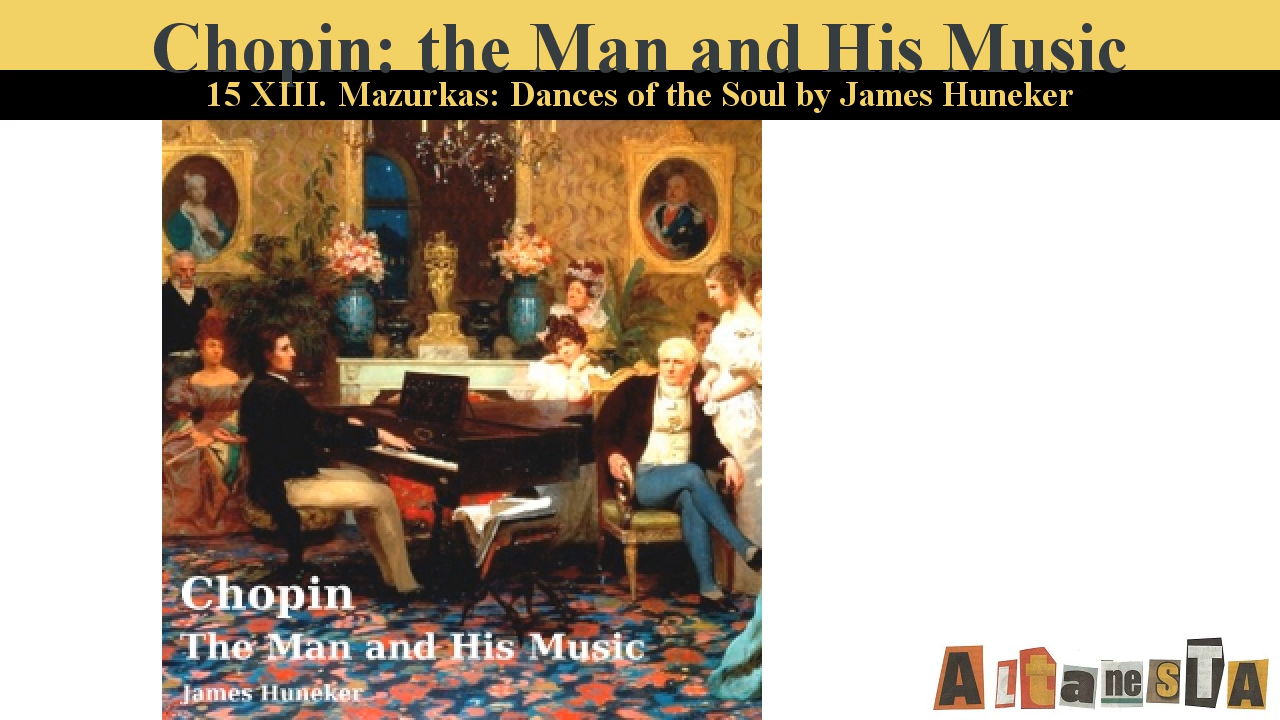 Chopin: the Man and His Music
15 XIII. Mazurkas: Dances of the Soul by James Huneker
Chopin
The Man and His Music
James Huneker
AltanesTA